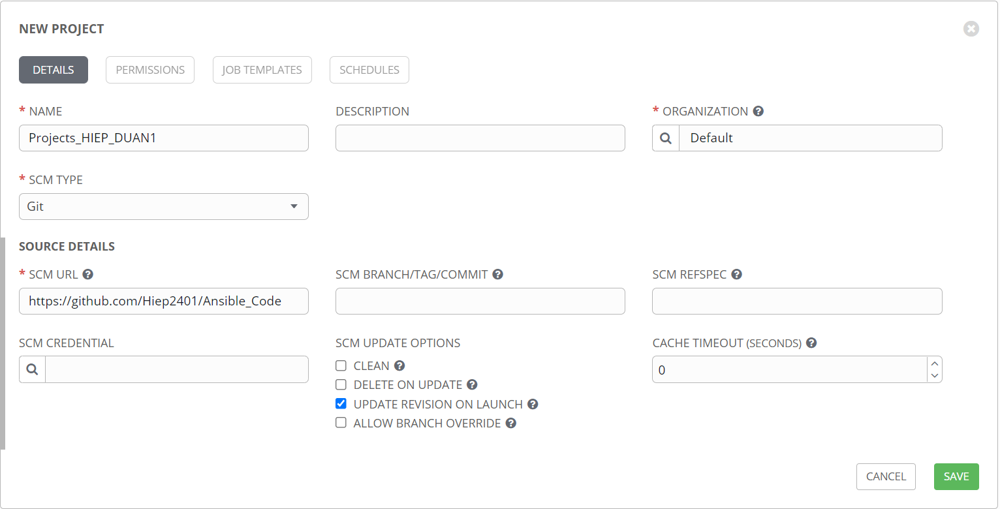 NEW PROJECT
DETAILS PERMISSIONS JOB TEMPLATES SCHEDULES
* NAME DESCRIPTION * ORGANIZATION ?
Projects_HIEP_DUAN1 Default
* SCM TYPE
Git
SOURCE DETAILS
* SCM URL ? SCM BRANCH/TAG/COMMIT ? SCM REFSPEC ?
https://github.com/Hiep2401/Ansible_Code
SCM CREDENTIAL SCM UPDATE OPTIONS CACHE TIMEOUT (SECONDS) ?
CLEAN ? 0
DELETE ON UPDATE ?
UPDATE REVISION ON LAUNCH ?
ALLOW BRANCH OVERRIDE ?
CANCEL SAVE